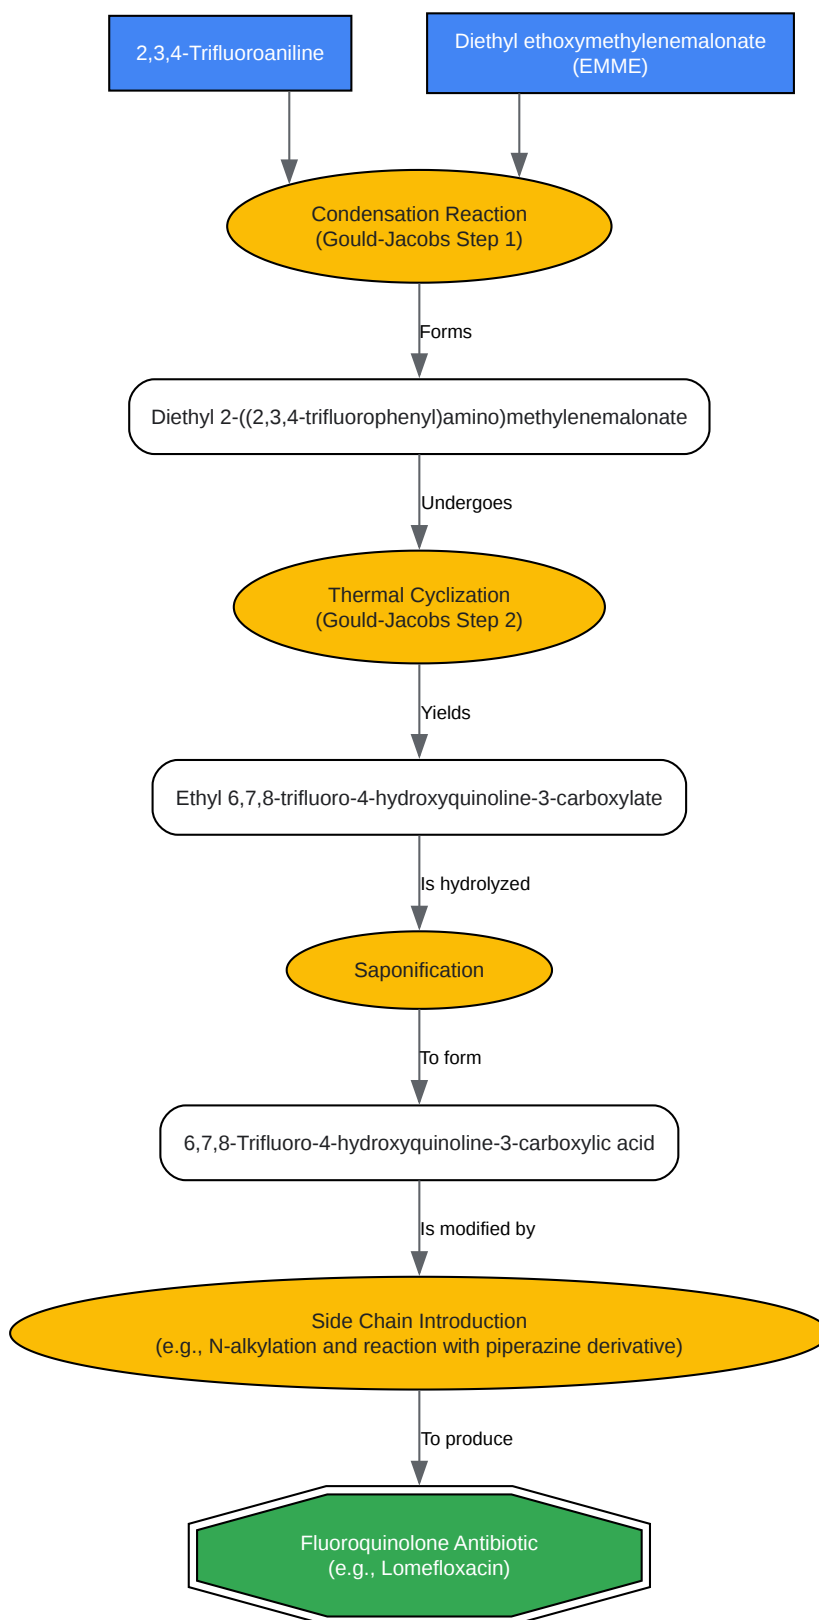 2,3,4-Trifluoroaniline
Diethyl ethoxymethylenemalonate
(EMME)
Condensation Reaction
(Gould-Jacobs Step 1)
Forms
Diethyl 2-((2,3,4-trifluorophenyl)amino)methylenemalonate
Undergoes
Thermal Cyclization
(Gould-Jacobs Step 2)
Yields
Ethyl 6,7,8-trifluoro-4-hydroxyquinoline-3-carboxylate
Is hydrolyzed
Saponification
To form
6,7,8-Trifluoro-4-hydroxyquinoline-3-carboxylic acid
Is modified by
Side Chain Introduction
(e.g., N-alkylation and reaction with piperazine derivative)
To produce
Fluoroquinolone Antibiotic
(e.g., Lomefloxacin)